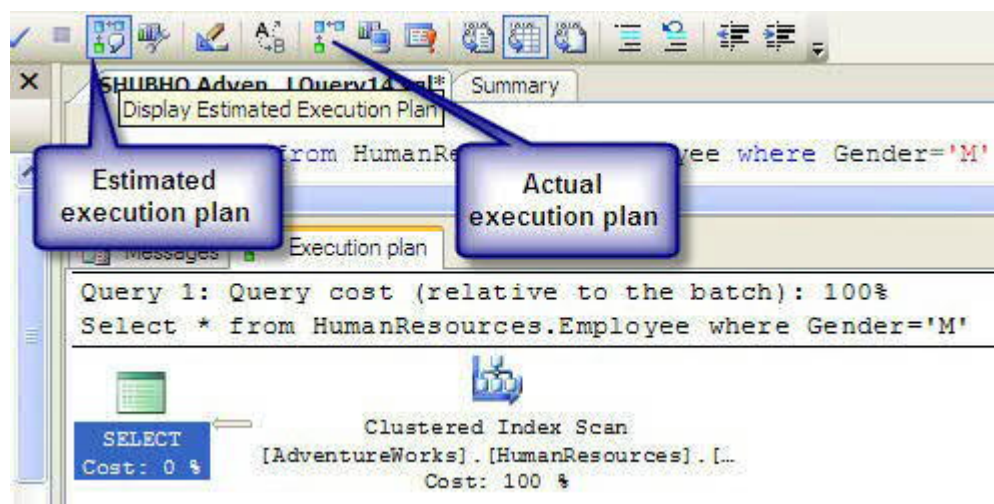 SHUBHO.Adven...LQuery14.sql* Summary
Display Estimated Execution Plan
from HumanRe yee where Gender='M'
Estimated
execution plan
Actual
execution plan
Messages Execution plan
Query 1: Query cost (relative to the batch): 100%
Select * from HumanResources.Employee where Gender='M'
SELECT
Cost: 0 %
Clustered Index Scan
[AdventureWorks].[HumanResources].[…
Cost: 100 %